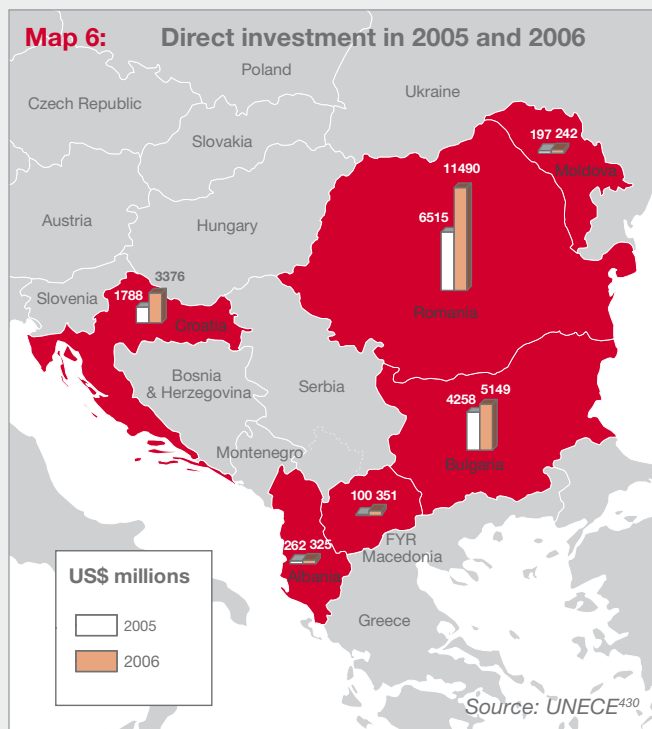 Map 6: Direct investment in 2005 and 2006
Poland
Ukraine
Czech Republic
Slovakia
197 242
Moldova
11490
6515
Austria
Hungary
Romania
3376
1788
Slovenia
Croatia
Bosnia
& Herzegovina
Serbia
4258 5149
Bulgaria
Montenegro
100 351
FYR
Macedonia
262 325
Albania
Greece
US$ millions
2005
2006
Source: UNECE430